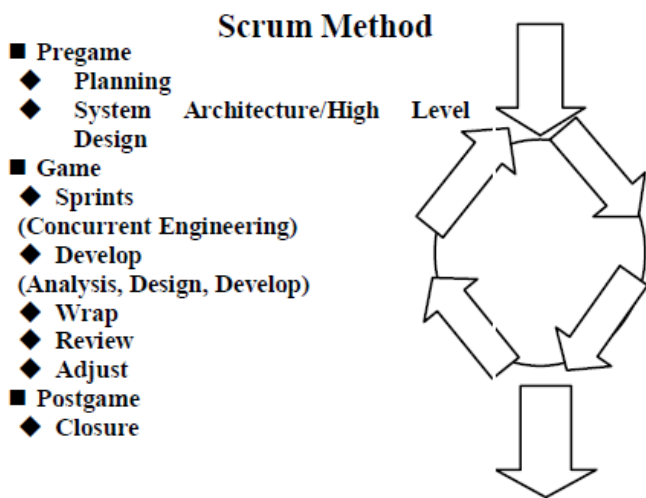 Scrum Method
■ Pregame
◆ Planning
◆ System Architecture/High Level
Design
■ Game
◆ Sprints
(Concurrent Engineering)
◆ Develop
(Analysis, Design, Develop)
◆ Wrap
◆ Review
◆ Adjust
■ Postgame
◆ Closure